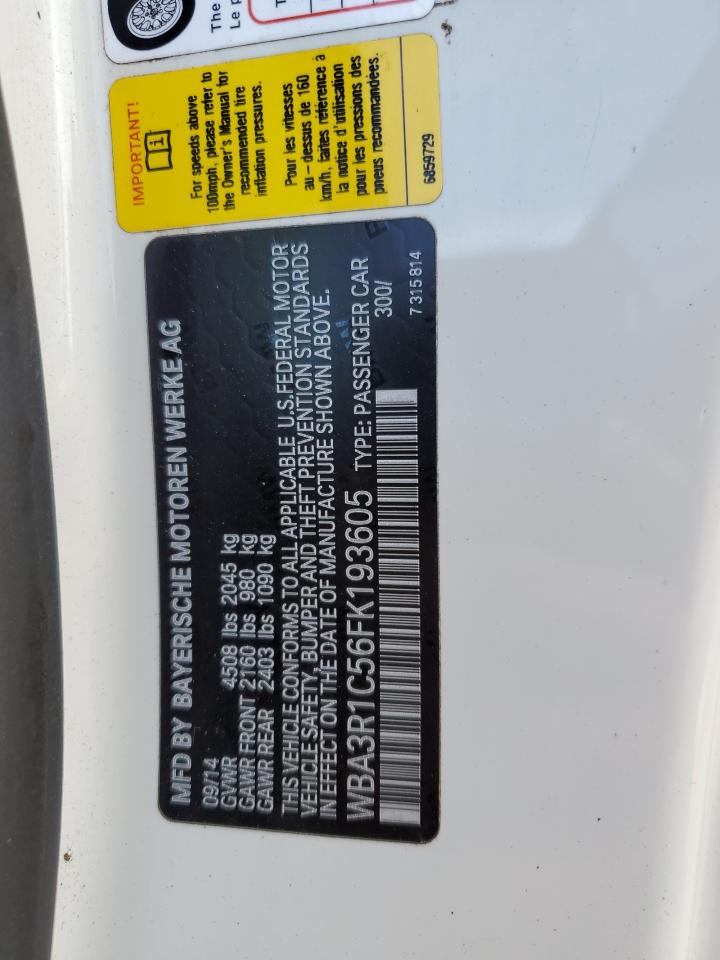 MFD BY BAYERISCHE MOTOREN WERKE AG
09/14
GVWR 4508 lbs 2045 kg
GAWR FRONT 2160 lbs 980 kg
GAWR REAR 2403 lbs 1090 kg
THIS VEHICLE CONFORMS TO ALL APPLICABLE U.S. FEDERAL MOTOR
VEHICLE SAFETY, BUMPER AND THEFT PREVENTION STANDARDS
IN EFFECT ON THE DATE OF MANUFACTURE SHOWN ABOVE.
WBA3R1C56FK193605 TYPE: PASSENGER CAR
300/
7315814
IMPORTANT!
For speeds above
100mph, please refer to
the Owner's Manual for
recommended tire
inflation pressures.
Pour les vitesses
au - dessus de 160
km/h, faites référence à
la notice d'utilisation
pour les pressions des
pneus recommandées.
6859729
The
Le p